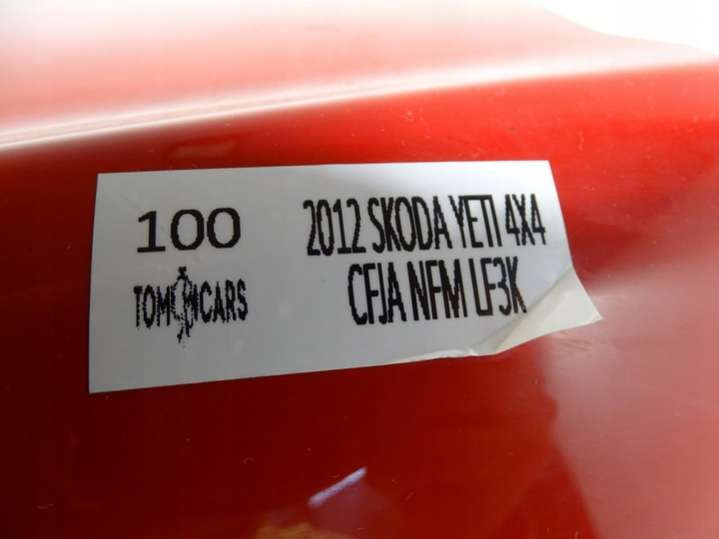 100
TOM CARS
2012 SKODA YETI 4X4
CFJA NFM LF3K